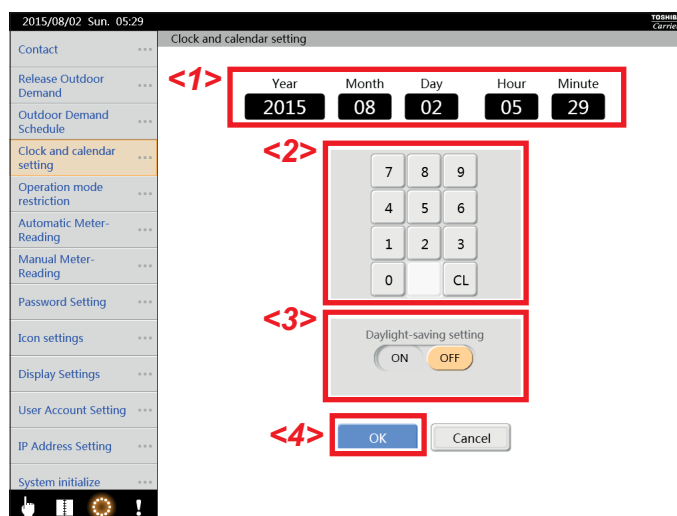 2015/08/02 Sun. 05:29
TOSHIB
Carrie
Clock and calendar setting
Contact
Release Outdoor
Demand
Outdoor Demand
Schedule
Clock and calendar
setting
Operation mode
restriction
Automatic Meter-
Reading
Manual Meter-
Reading
Password Setting
Icon settings
Display Settings
User Account Setting
IP Address Setting
System initialize
<1>
Year Month Day Hour Minute
2015 08 02 05 29
<2>
7 8 9
4 5 6
1 2 3
0 CL
<3>
Daylight-saving setting
ON OFF
<4>
OK Cancel